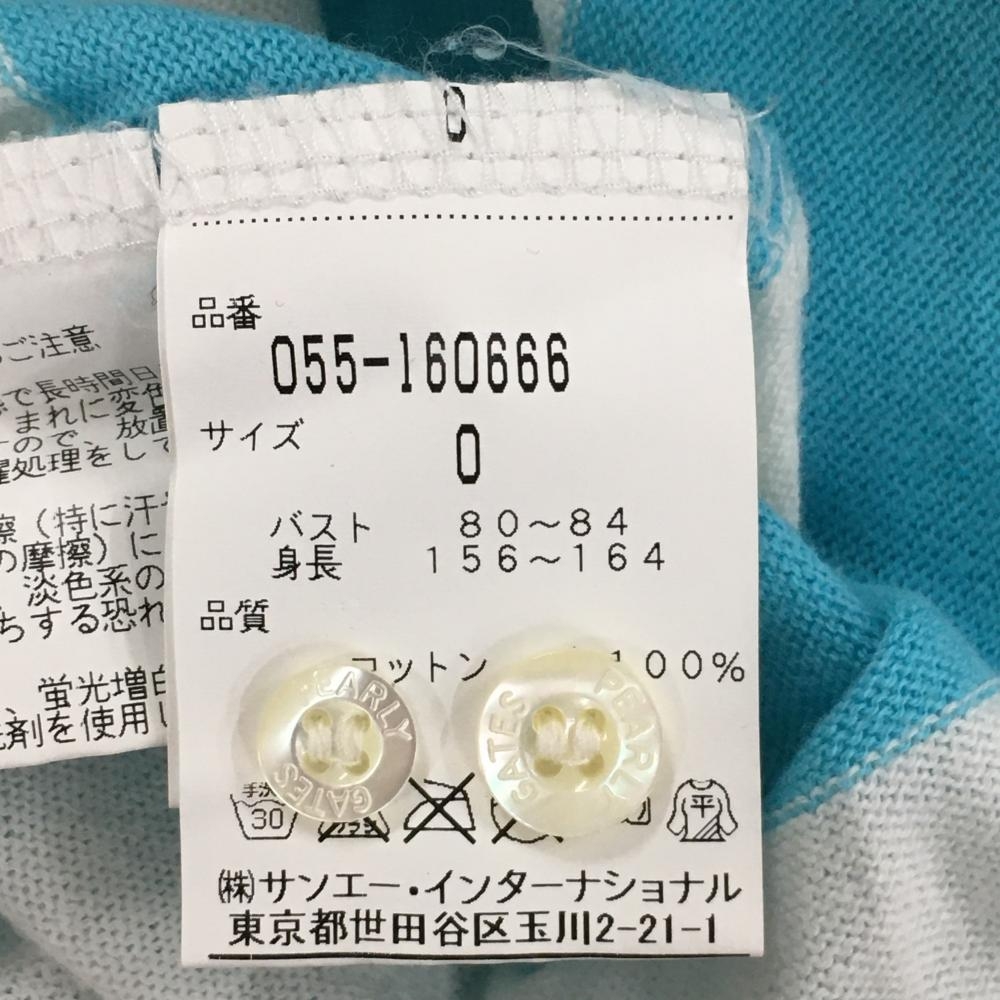 0
品番
055-160666
サイズ
0
バスト 80〜84
身長 156〜164
品質
コットン 100%
PEARLY GATES
PEARLY GATES
手洗
30
平
㈱サンエー・インターナショナル
東京都世田谷区玉川2-21-1
ご注意
で長時間日
まれに変色
ので、放置
処理をして
擦(特に汗や
の摩擦)に
淡色系の
ちする恐れ
蛍光増白
洗剤を使用し